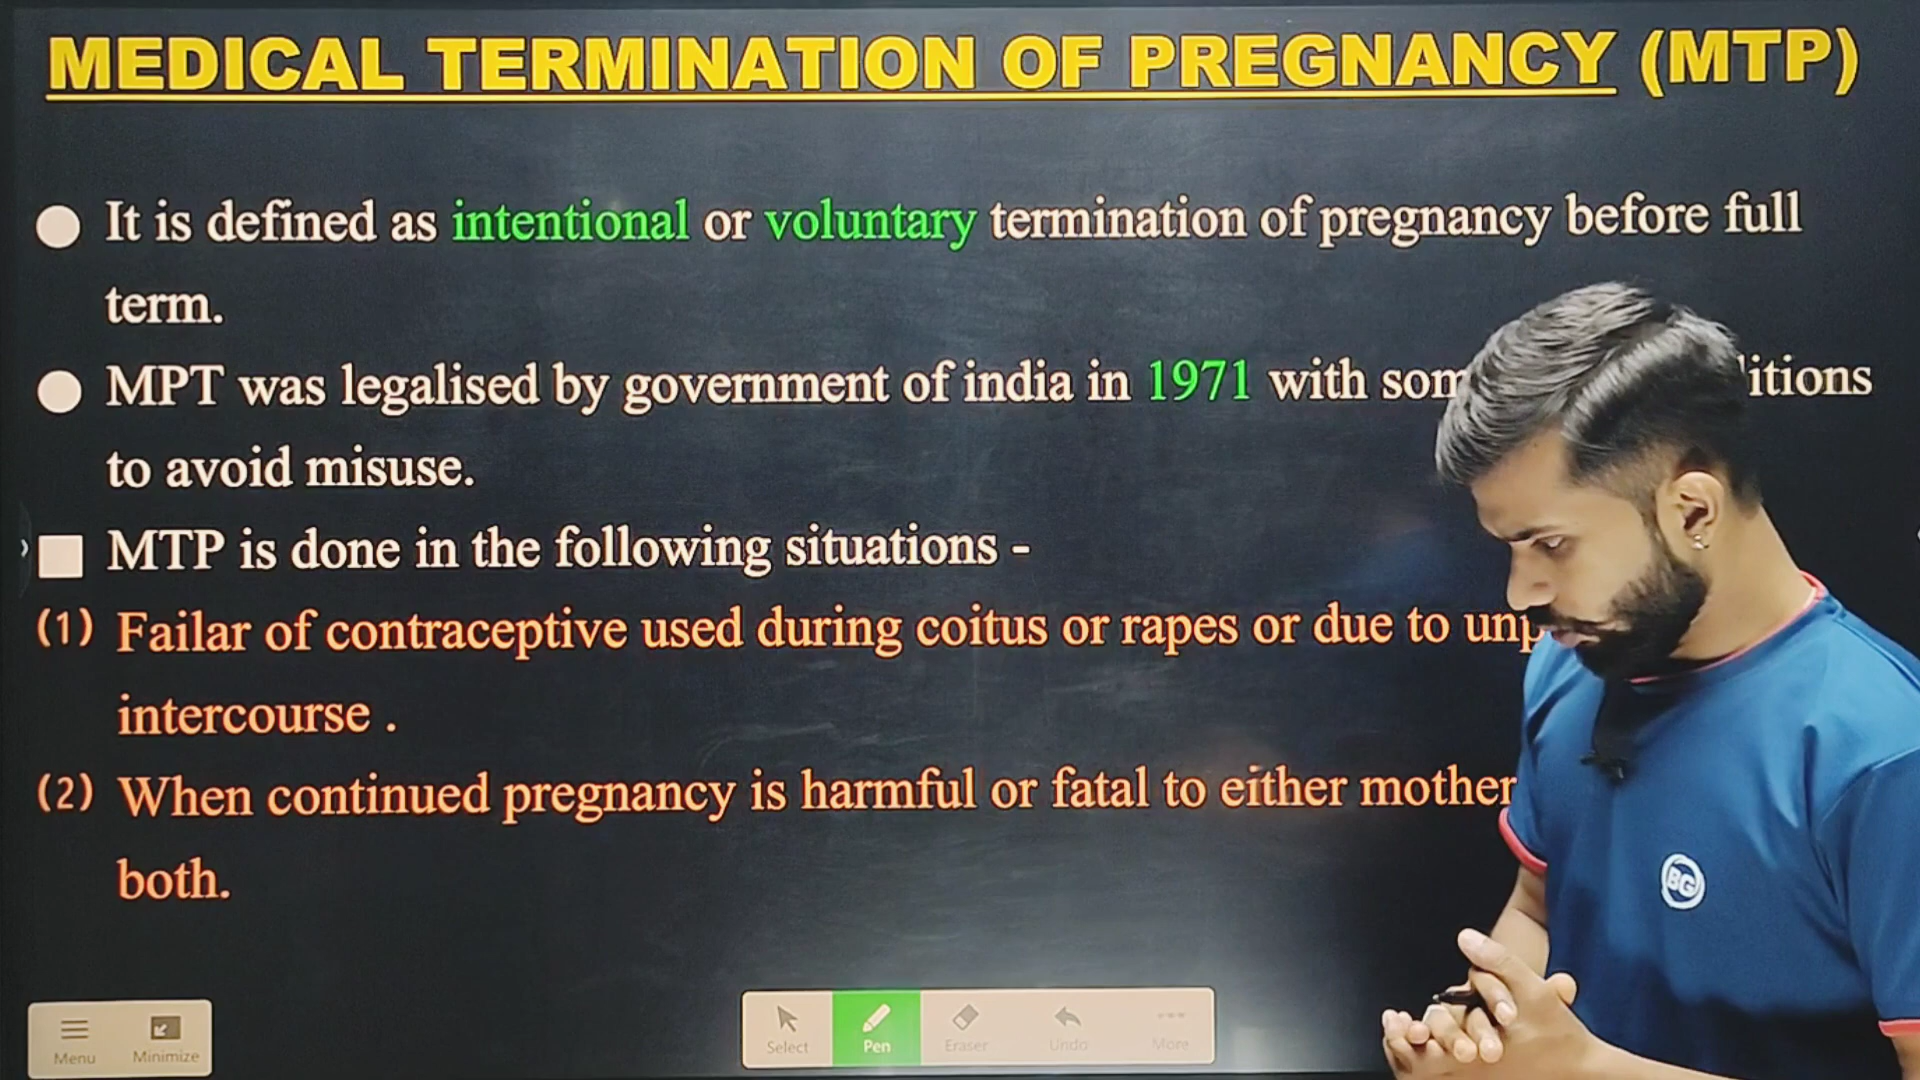 MEDICAL TERMINATION OF PREGNANCY (MTP)
It is defined as intentional or voluntary termination of pregnancy before full
term.
MPT was legalised by government of india in 1971 with
to avoid misuse.
MTP is done in the following situations -
(1) Failar of contraceptive used during coitus or rapes or due to
intercourse .
(2) When continued pregnancy is harmful or fatal to either mother
both.
BG
Menu
Minimize
Select
Pen
Eraser
Undo
More